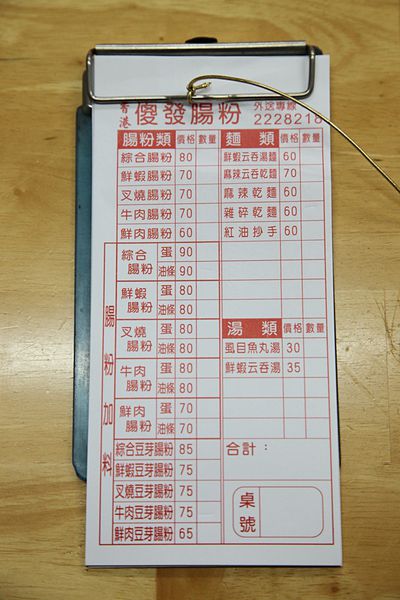 香港 傻發腸粉 外送專線
2228218
腸粉類 價格 數量
綜合腸粉 80
鮮蝦腸粉 70
叉燒腸粉 70
牛肉腸粉 70
鮮肉腸粉 60
腸粉加料
綜合腸粉 蛋 90
油條 90
鮮蝦腸粉 蛋 80
油條 80
叉燒腸粉 蛋 80
油條 80
牛肉腸粉 蛋 80
油條 80
鮮肉腸粉 蛋 70
油條 70
綜合豆芽腸粉 85
鮮蝦豆芽腸粉 75
叉燒豆芽腸粉 75
牛肉豆芽腸粉 75
鮮肉豆芽腸粉 65
麵類 價格 數量
鮮蝦云吞湯麵 60
麻辣云吞乾麵 70
麻辣乾麵 60
雜碎乾麵 60
紅油抄手 60
湯類 價格 數量
虱目魚丸湯 30
鮮蝦云吞湯 35
合計：
桌號